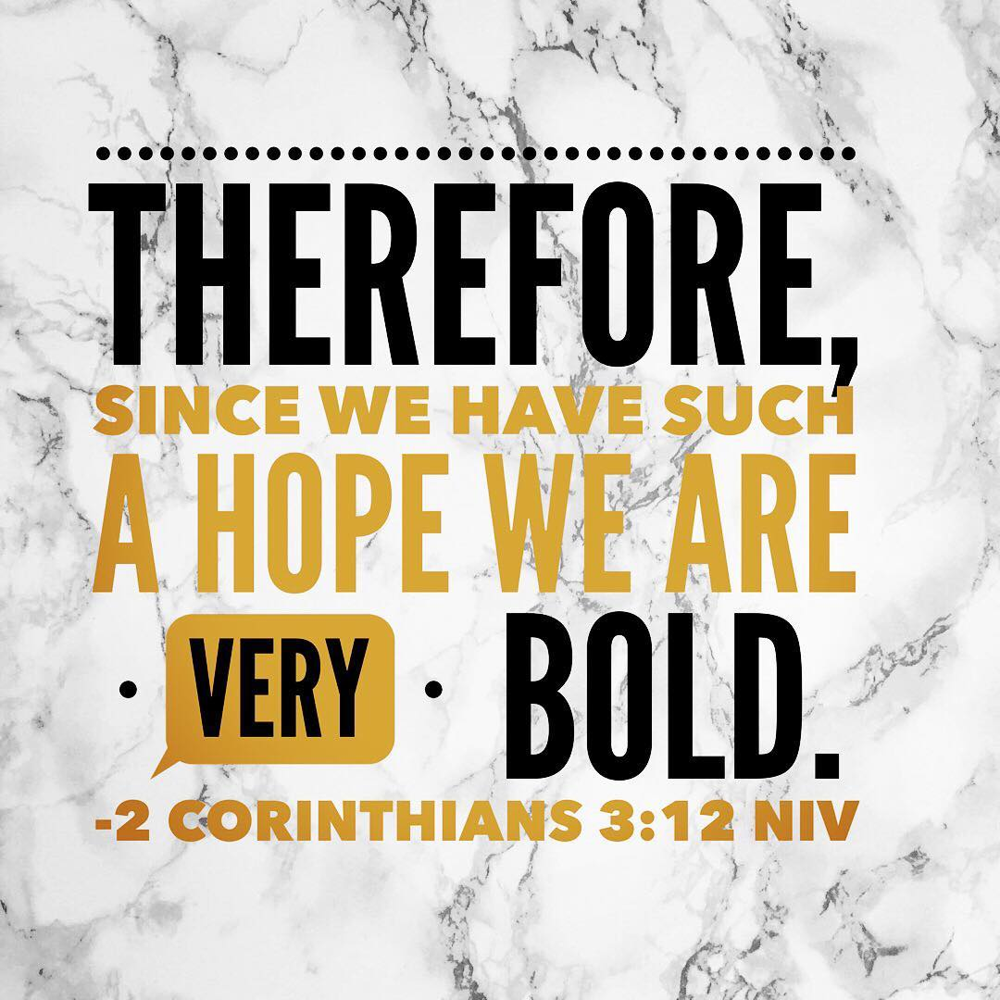 THEREFORE,
SINCE WE HAVE SUCH
A HOPE WE ARE
· VERY · BOLD.
-2 CORINTHIANS 3:12 NIV